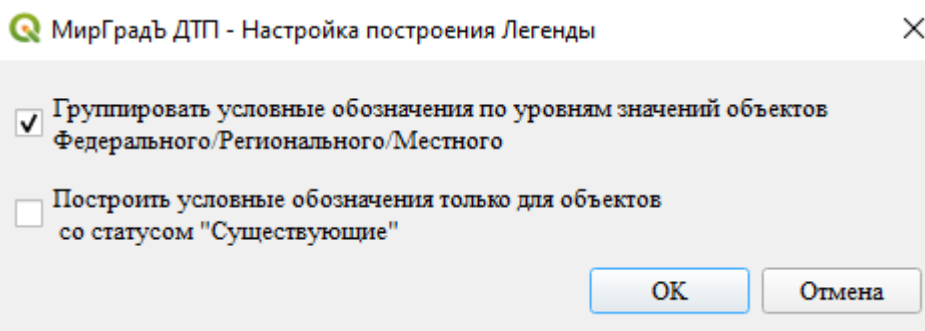 МирГрадЪ ДТП - Настройка построения Легенды
Группировать условные обозначения по уровням значений объектов
Федерального/Регионального/Местного
Построить условные обозначения только для объектов
со статусом "Существующие"
OK
Отмена